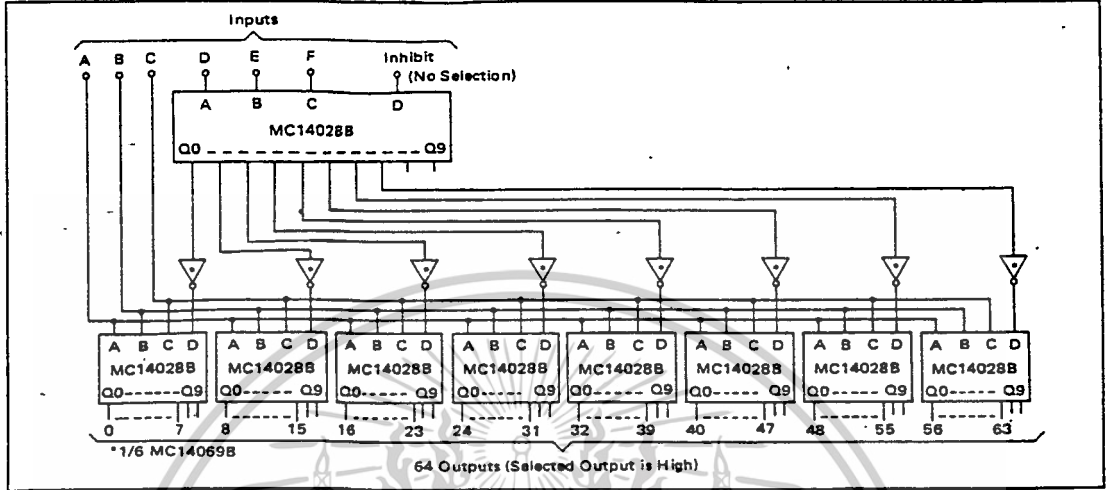 Inputs
A B C D E F Inhibit
(No Selection)
A B C D
MC14028B
Q0 Q9
A B C D A B C D A B C D A B C D A B C D A B C D A B C D A B C D
MC14028B MC14028B MC14028B MC14028B MC14028B MC14028B MC14028B MC14028B
Q0 Q9 Q0 Q9 Q0 Q9 Q0 Q9 Q0 Q9 Q0 Q9 Q0 Q9 Q0 Q9
0 7 8 15 16 23 24 31 32 39 40 47 48 55 56 63
*1/6 MC14069B
64 Outputs (Selected Output is High)